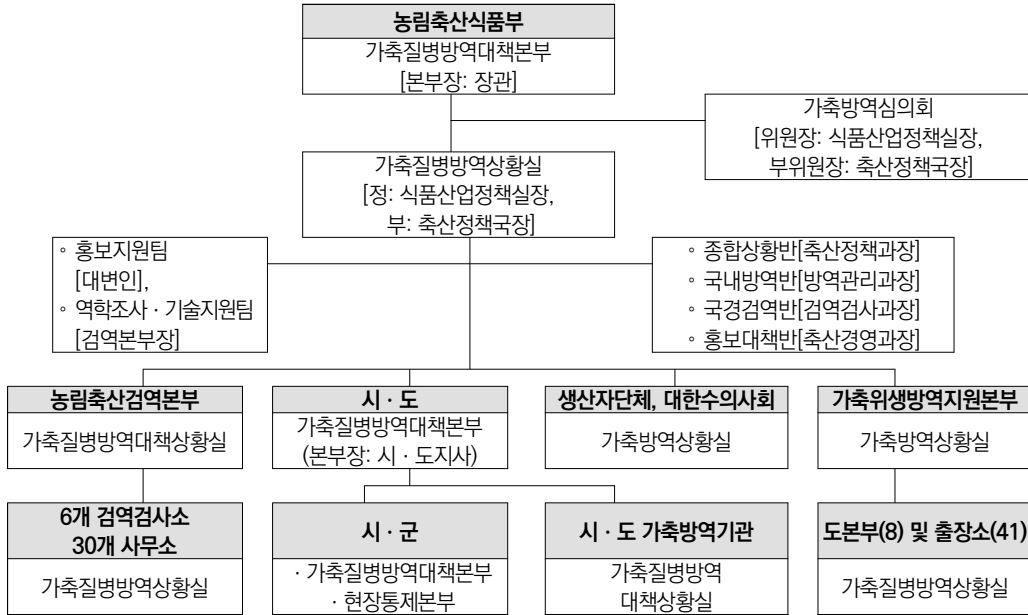 농림축산식품부
가축질병방역대책본부
[본부장: 장관]
가축방역심의회
[위원장: 식품산업정책실장,
부위원장: 축산정책국장]
가축질병방역상황실
[정: 식품산업정책실장,
부: 축산정책국장]
◦ 홍보지원팀
[대변인],
◦ 역학조사 · 기술지원팀
[검역본부장]
◦ 종합상황반[축산정책과장]
◦ 국내방역반[방역관리과장]
◦ 국경검역반[검역검사과장]
◦ 홍보대책반[축산경영과장]
농림축산검역본부
가축질병방역대책상황실
시 · 도
가축질병방역대책본부
(본부장: 시 · 도지사)
생산자단체, 대한수의사회
가축방역상황실
가축위생방역지원본부
가축방역상황실
6개 검역검사소
30개 사무소
가축질병방역상황실
시 · 군
· 가축질병방역대책본부
· 현장통제본부
시 · 도 가축방역기관
가축질병방역
대책상황실
도본부(8) 및 출장소(41)
가축질병방역상황실